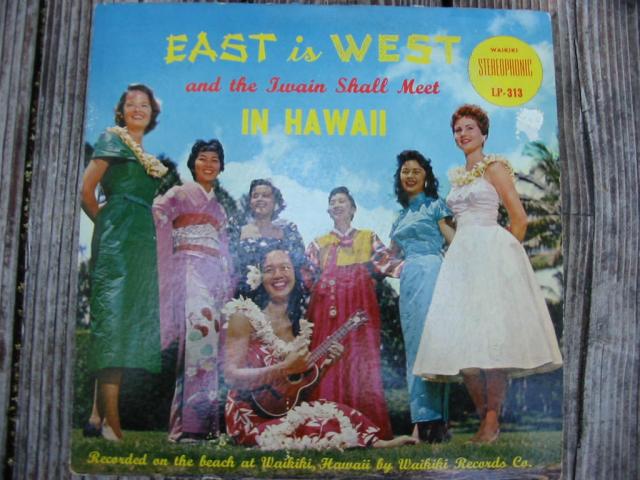 EAST is WEST
and the Twain Shall Meet
IN HAWAII
WAIKIKI
STEREOPHONIC
LP-313
Recorded on the beach at Waikiki, Hawaii by Waikiki Records Co.